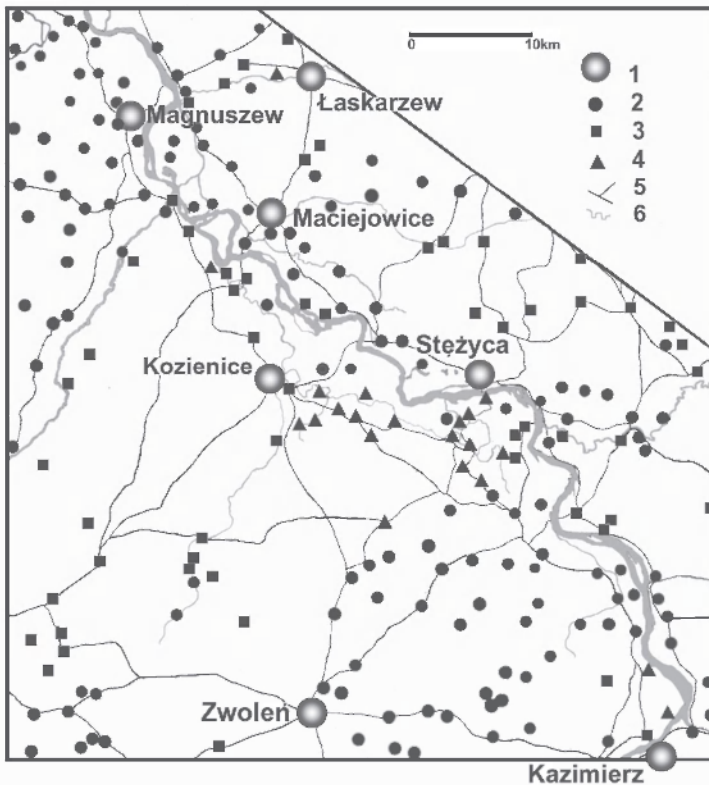 0 10km
1
Łaskarzew
2
Magnuszew
3
4
5
6
Maciejowice
Stężyca
Kozienice
Zwoleń
Kazimierz